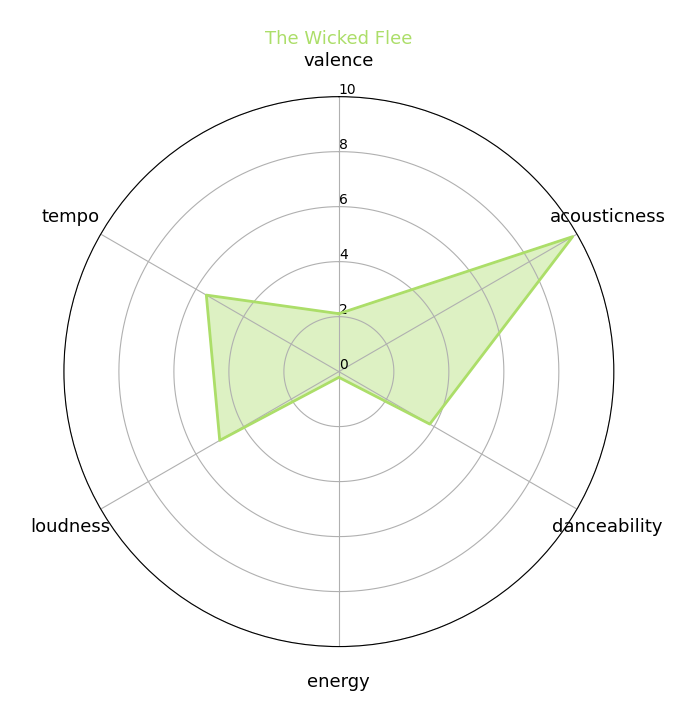 The Wicked Flee
valence
10
8
6
4
2
0
tempo
acousticness
loudness
danceability
energy